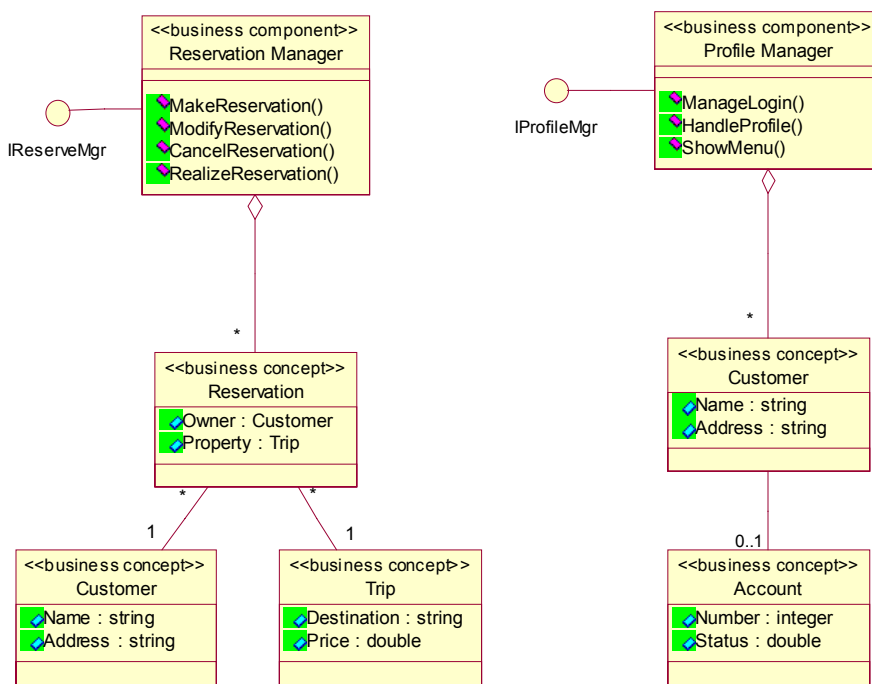 <<business component>>
Reservation Manager
MakeReservation()
ModifyReservation()
CancelReservation()
RealizeReservation()
IReserveMgr
*
<<business concept>>
Reservation
Owner : Customer
Property : Trip
*
*
1
1
<<business concept>>
Customer
Name : string
Address : string
<<business concept>>
Trip
Destination : string
Price : double
<<business component>>
Profile Manager
ManageLogin()
HandleProfile()
ShowMenu()
IProfileMgr
*
<<business concept>>
Customer
Name : string
Address : string
0..1
<<business concept>>
Account
Number : integer
Status : double